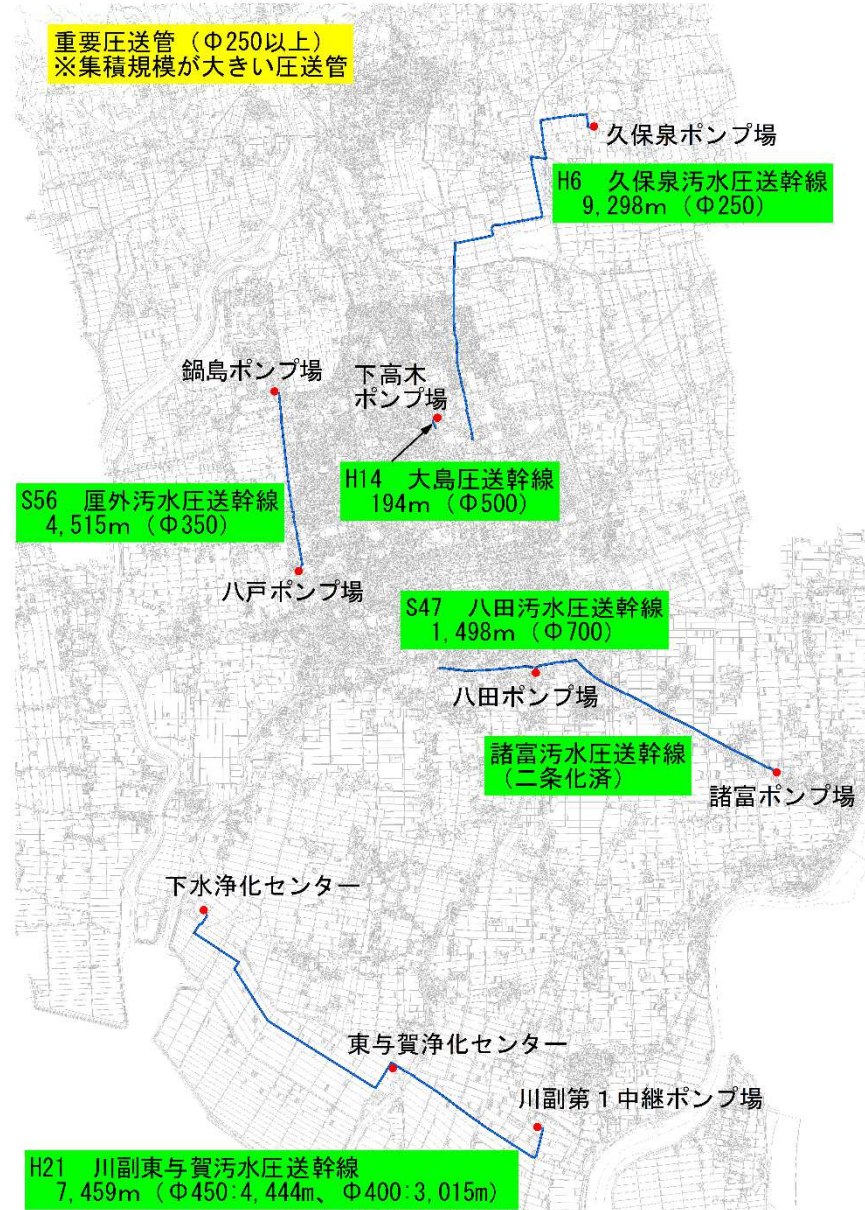 重要圧送管（Φ250以上）
※集積規模が大きい圧送管
久保泉ポンプ場
H6　久保泉汚水圧送幹線
9,298m（Φ250）
鍋島ポンプ場
下高木
ポンプ場
H14　大島圧送幹線
194m（Φ500）
S56　厘外汚水圧送幹線
4,515m（Φ350）
八戸ポンプ場
S47　八田汚水圧送幹線
1,498m（Φ700）
八田ポンプ場
諸富汚水圧送幹線
（二条化済）
諸富ポンプ場
下水浄化センター
東与賀浄化センター
川副第１中継ポンプ場
H21　川副東与賀汚水圧送幹線
7,459m（Φ450:4,444m、Φ400:3,015m）